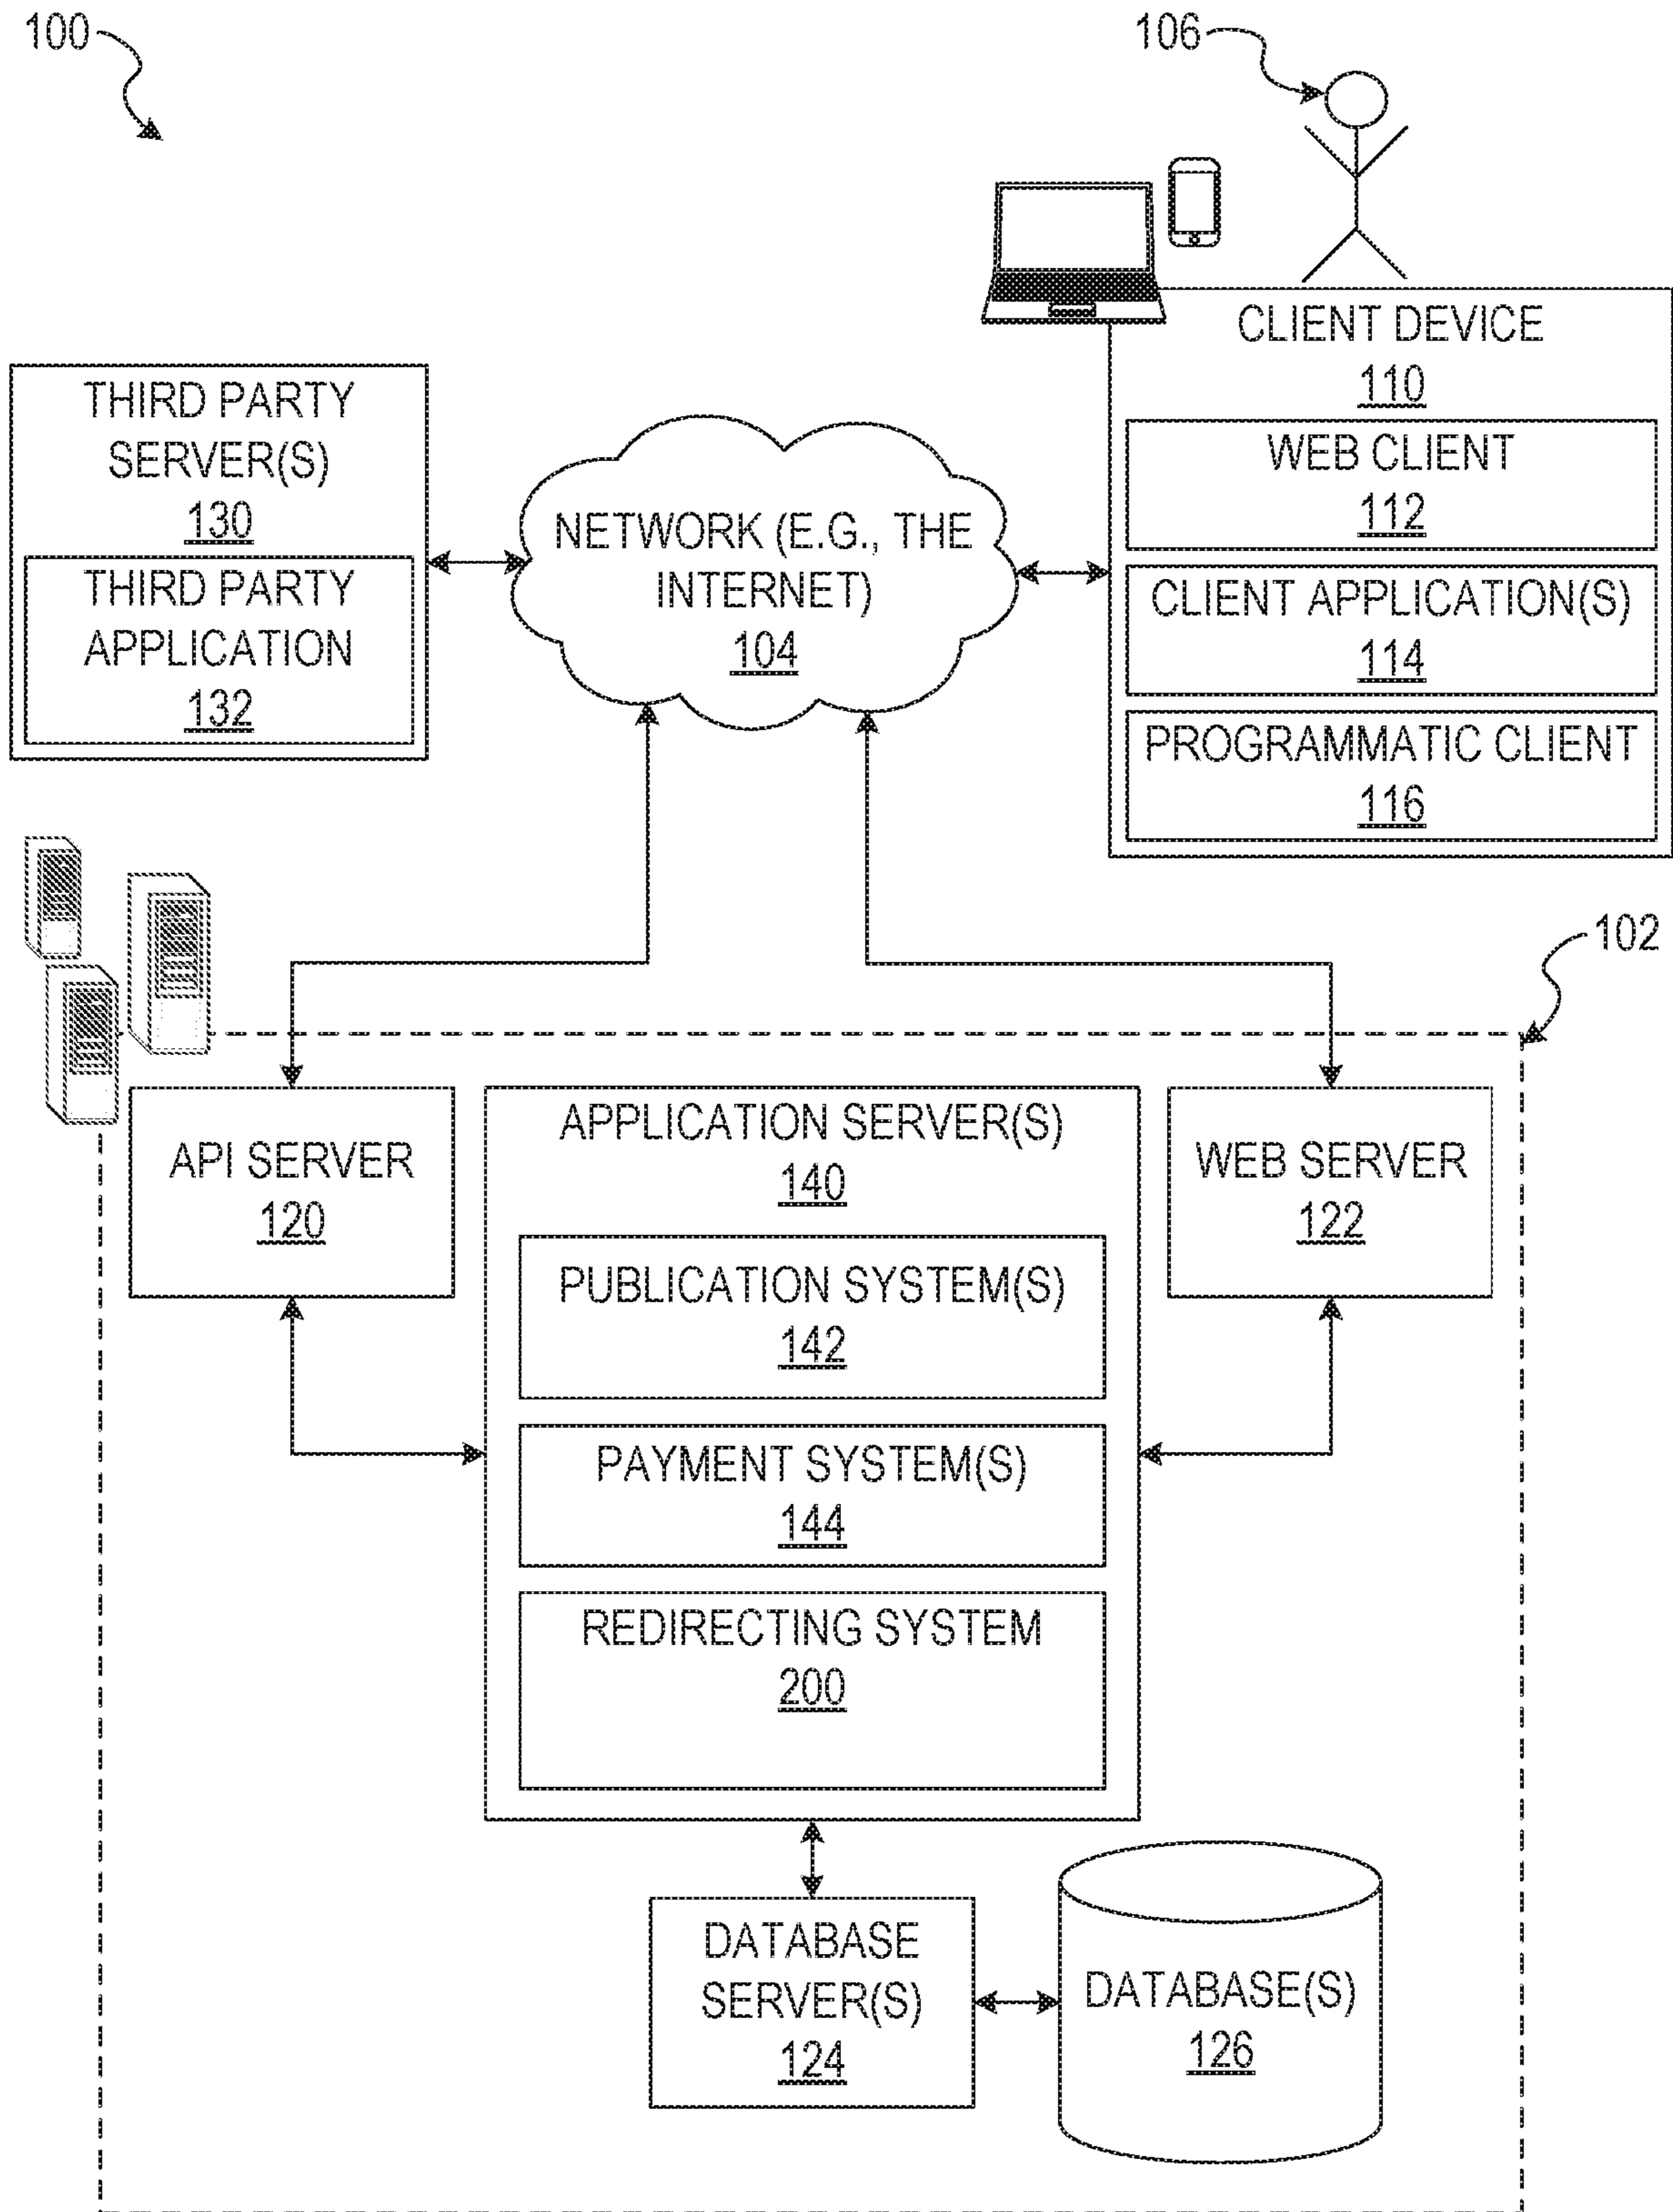 100
106
CLIENT DEVICE
110
WEB CLIENT
112
CLIENT APPLICATION(S)
114
PROGRAMMATIC CLIENT
116
THIRD PARTY
SERVER(S)
130
THIRD PARTY
APPLICATION
132
NETWORK (E.G., THE
INTERNET)
104
102
API SERVER
120
APPLICATION SERVER(S)
140
PUBLICATION SYSTEM(S)
142
PAYMENT SYSTEM(S)
144
REDIRECTING SYSTEM
200
WEB SERVER
122
DATABASE
SERVER(S)
124
DATABASE(S)
126